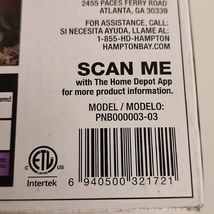 2455 PACES FERRY ROAD
ATLANTA, GA 30339
FOR ASSISTANCE, CALL:
SI NECESITA AYUDA, LLAME AL:
1-855-HD-HAMPTON
HAMPTONBAY.COM
SCAN ME
with The Home Depot App
for more product information.
MODEL / MODELO:
PNB000003-03
ETL
Intertek
6 940500 321721